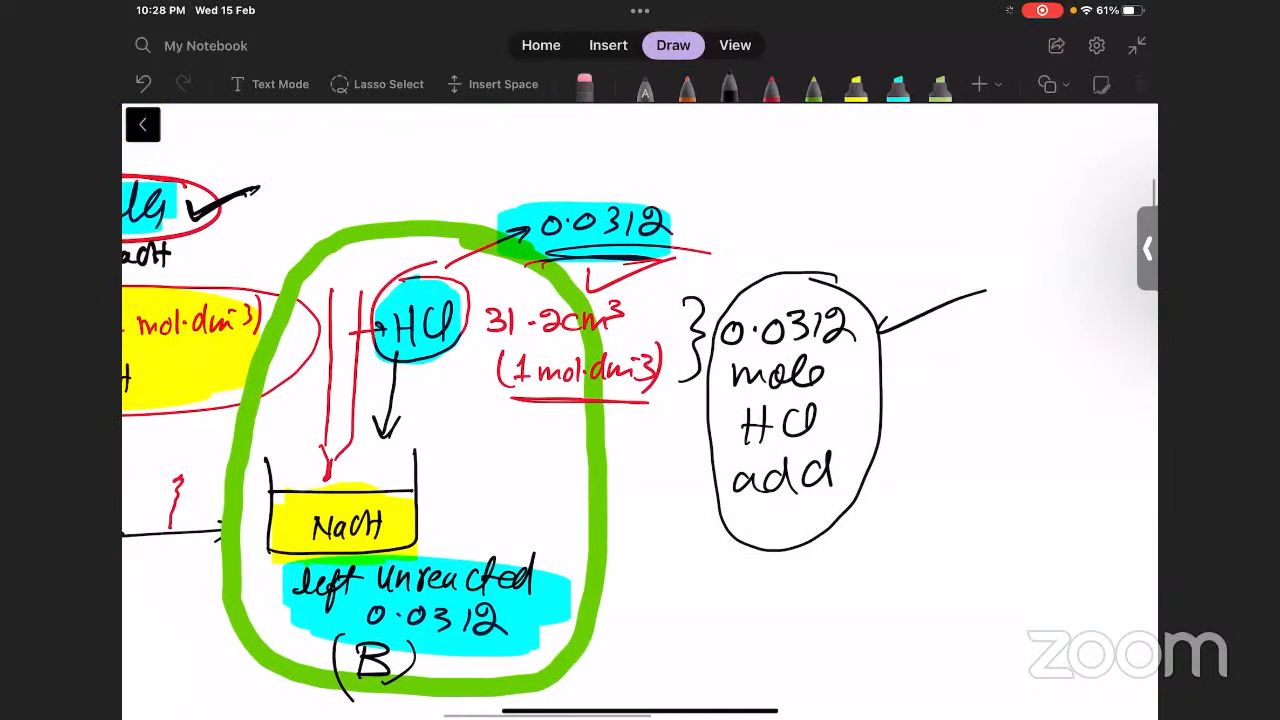 10:28 PM Wed 15 Feb
61%
My Notebook
Home Insert Draw View
Text Mode Lasso Select Insert Space
A
0.0312
HCl
31.2cm³
(1 mol.dm-3)
0.0312
mole
HCl
add
mol.dm-3)
H
NaOH
left unreacted
0.0312
(B)
zoom